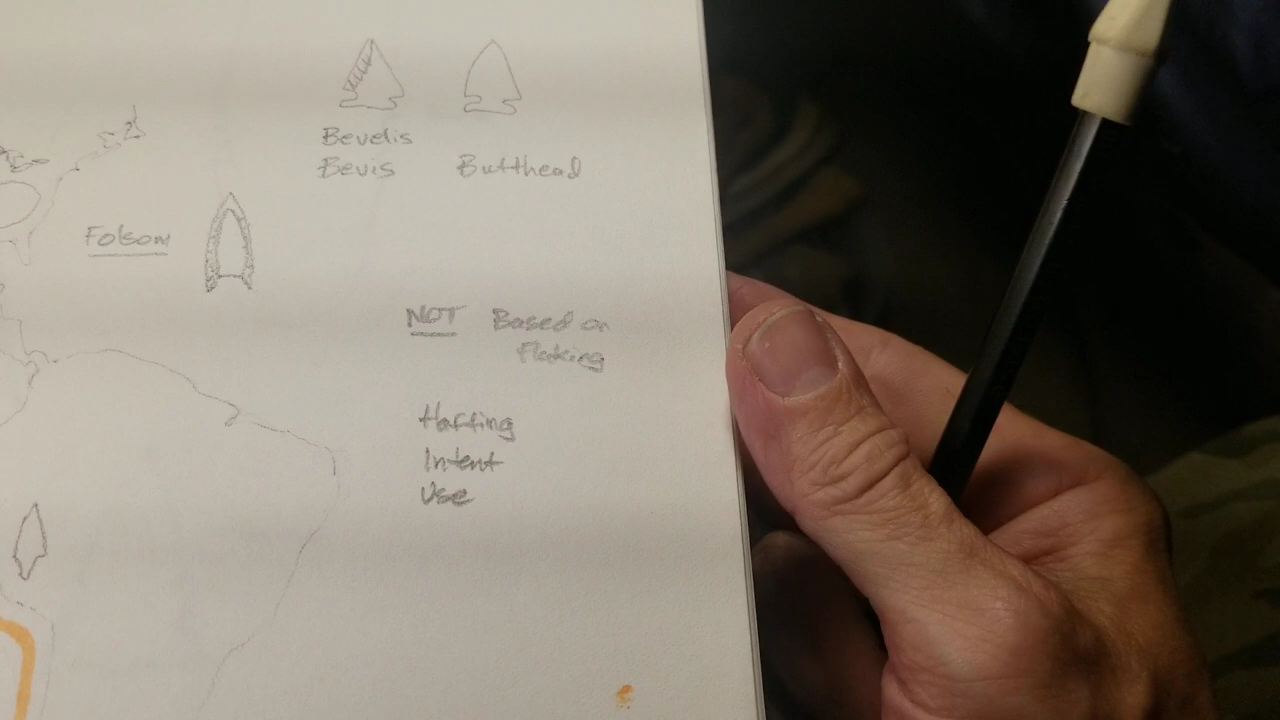 Bevelis
Bevis Butthead
Folsom
NOT Based on
Flaking
Hafting
Intent
Use